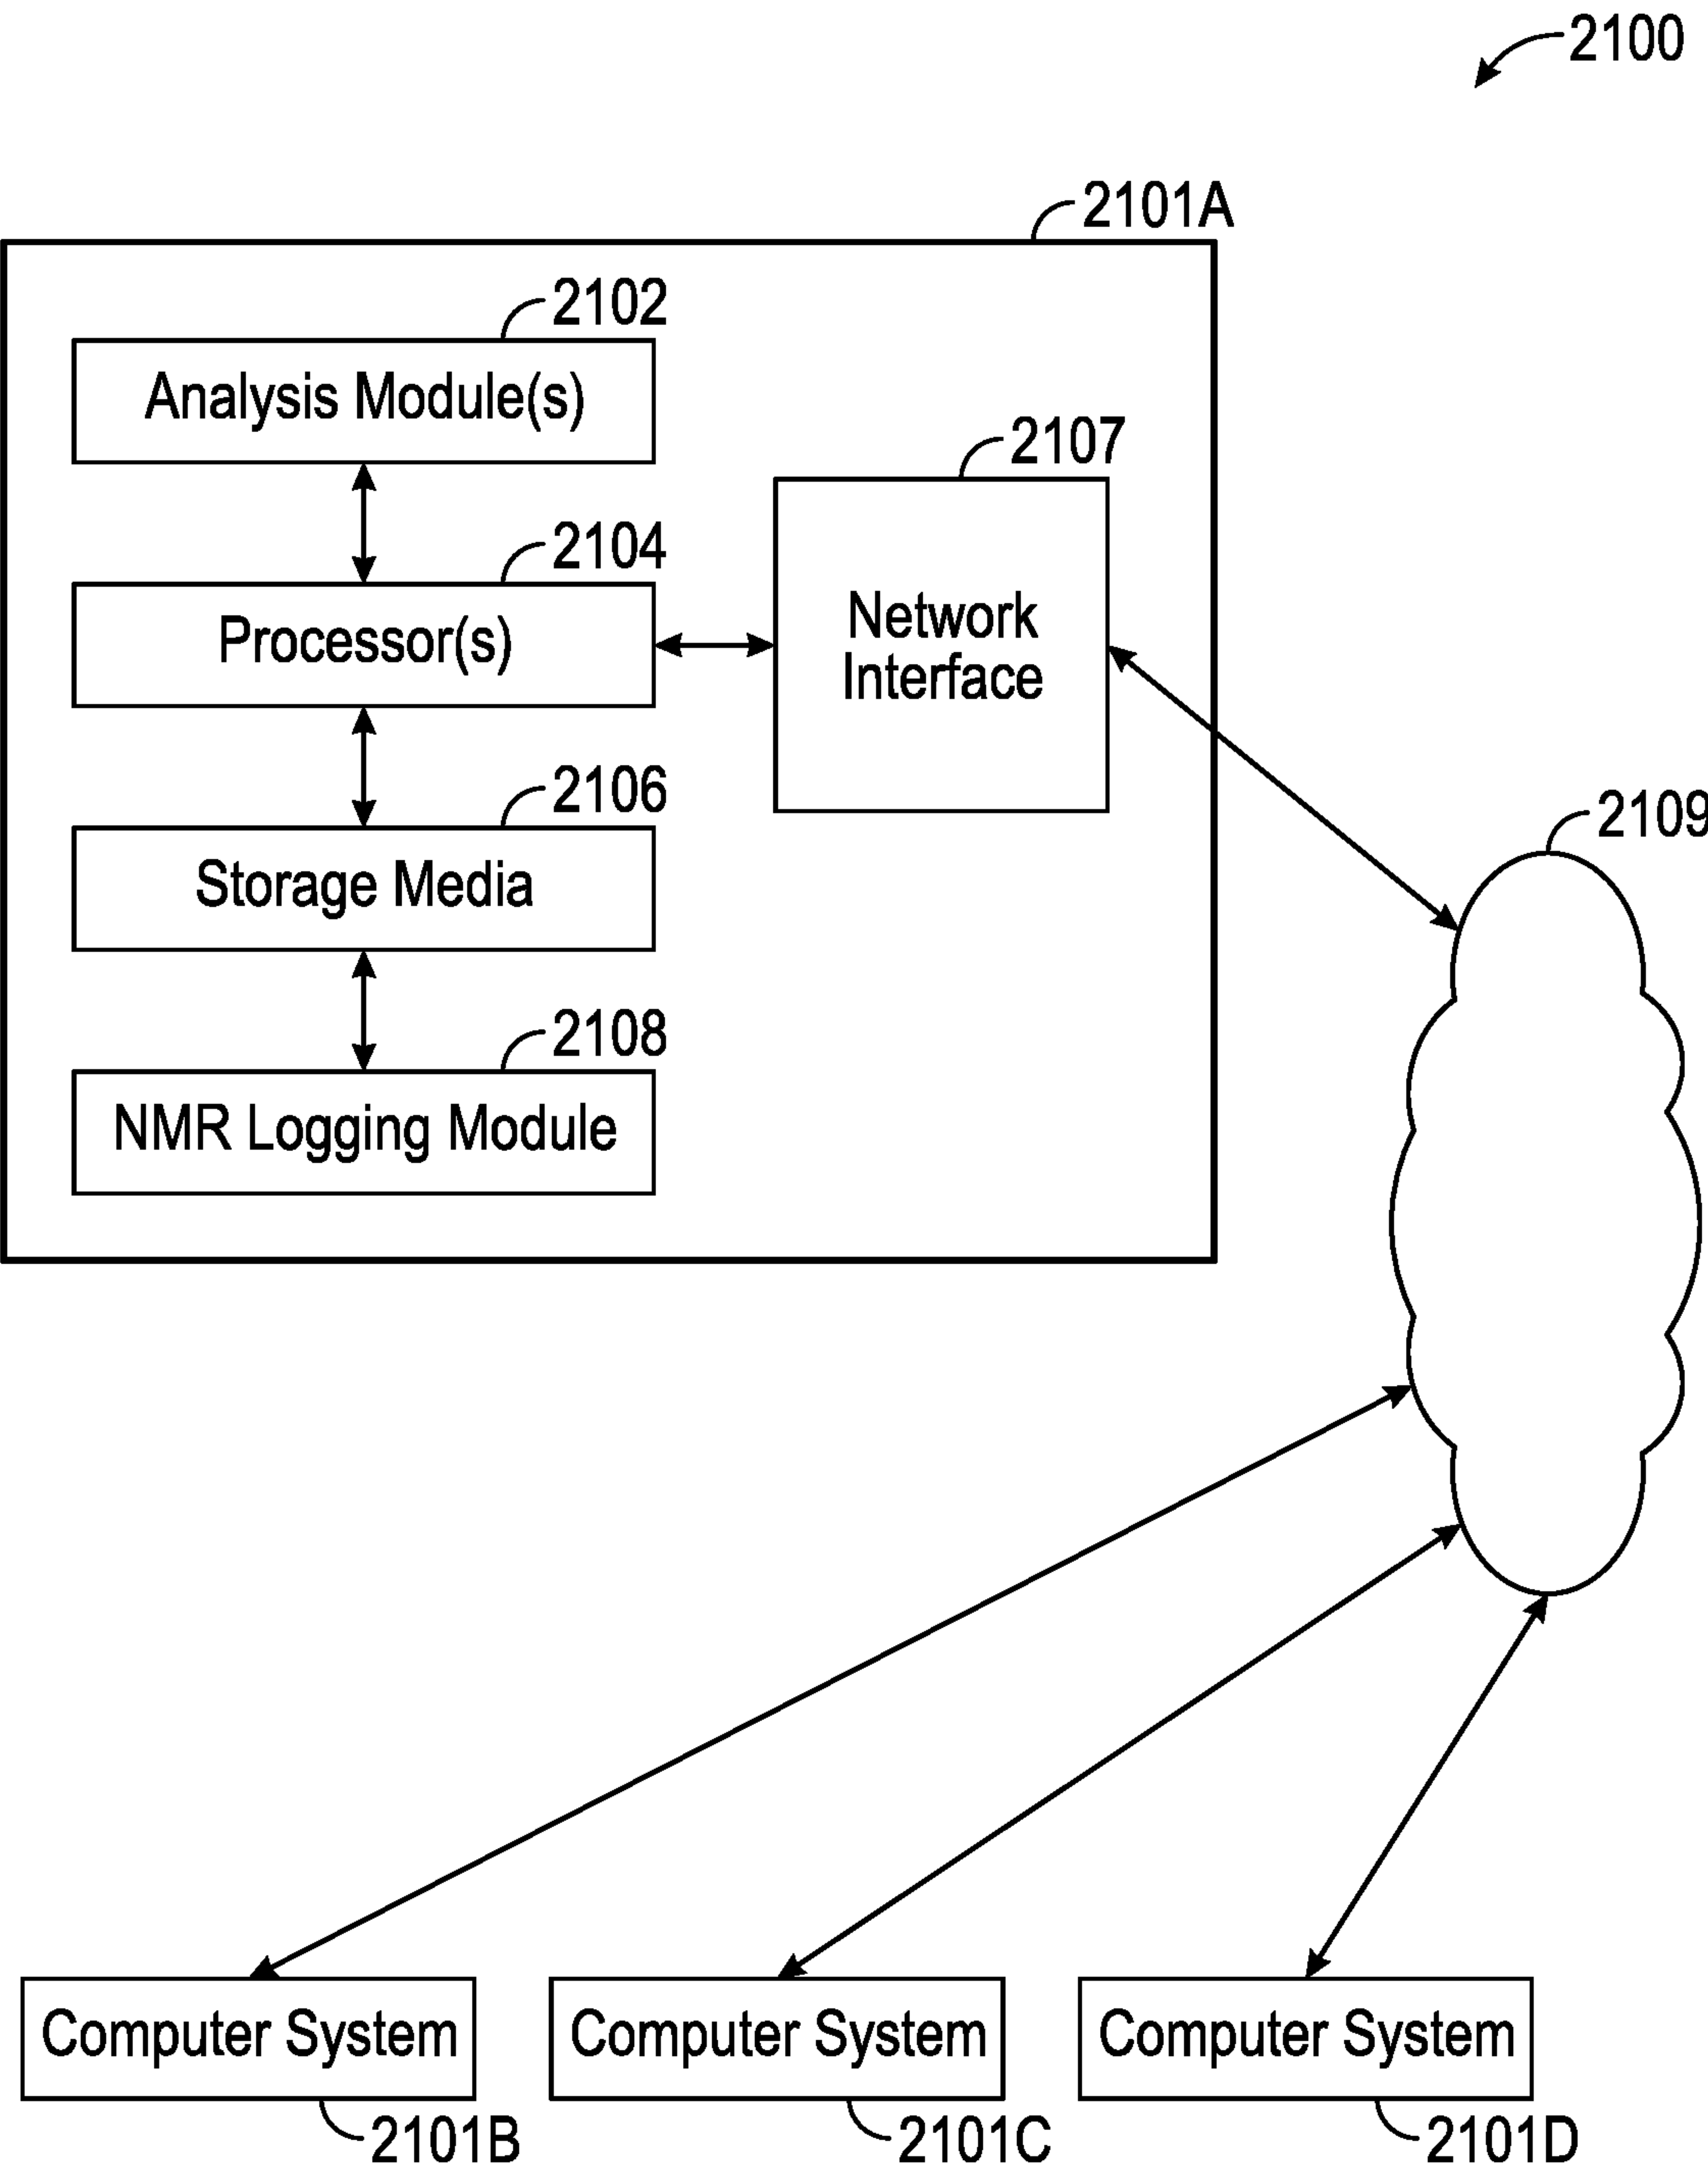 2100
2101A
2102
Analysis Module(s)
2107
2104
Processor(s)
Network
Interface
2106
2109
Storage Media
2108
NMR Logging Module
Computer System
Computer System
Computer System
2101B
2101C
2101D